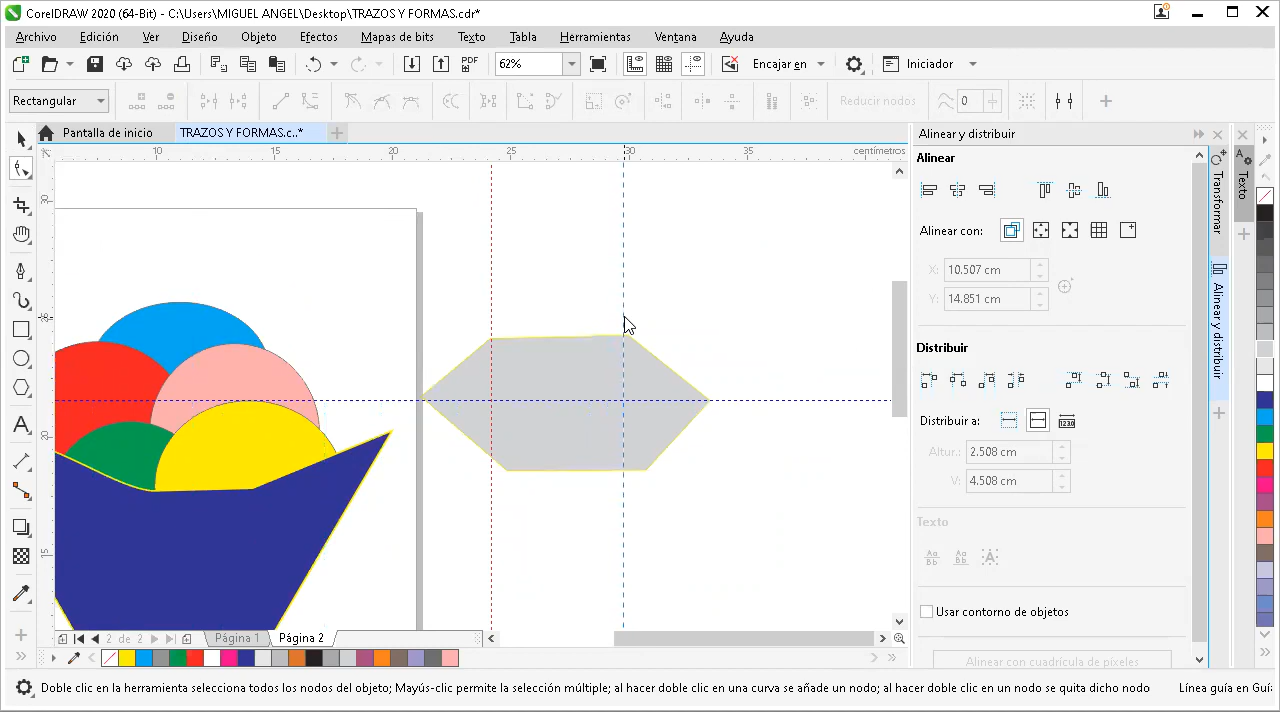 CorelDRAW 2020 (64-Bit) - C:\Users\MIGUEL ANGEL\Desktop\TRAZOS Y FORMAS.cdr*
Archivo Edición Ver Diseño Objeto Efectos Mapas de bits Texto Tabla Herramientas Ventana Ayuda
PDF 62% Encajar en Iniciador
Rectangular Reducir nodos 0
Pantalla de inicio TRAZOS Y FORMAS.c...*
10 15 20 25 30 35 centímetros
30
25
20
15
Alinear y distribuir
Alinear
Alinear con:
X: 10.507 cm
Y: 14.851 cm
Distribuir
Distribuir a:
Altur.: 2.508 cm
V: 4.508 cm
Texto
Usar contorno de objetos
Alinear con cuadrícula de píxeles
Transformar
Alinear y distribuir
Texto
2 de 2 Página 1 Página 2
Doble clic en la herramienta selecciona todos los nodos del objeto; Mayús-clic permite la selección múltiple; al hacer doble clic en una curva se añade un nodo; al hacer doble clic en un nodo se quita dicho nodo Línea guía en Guí